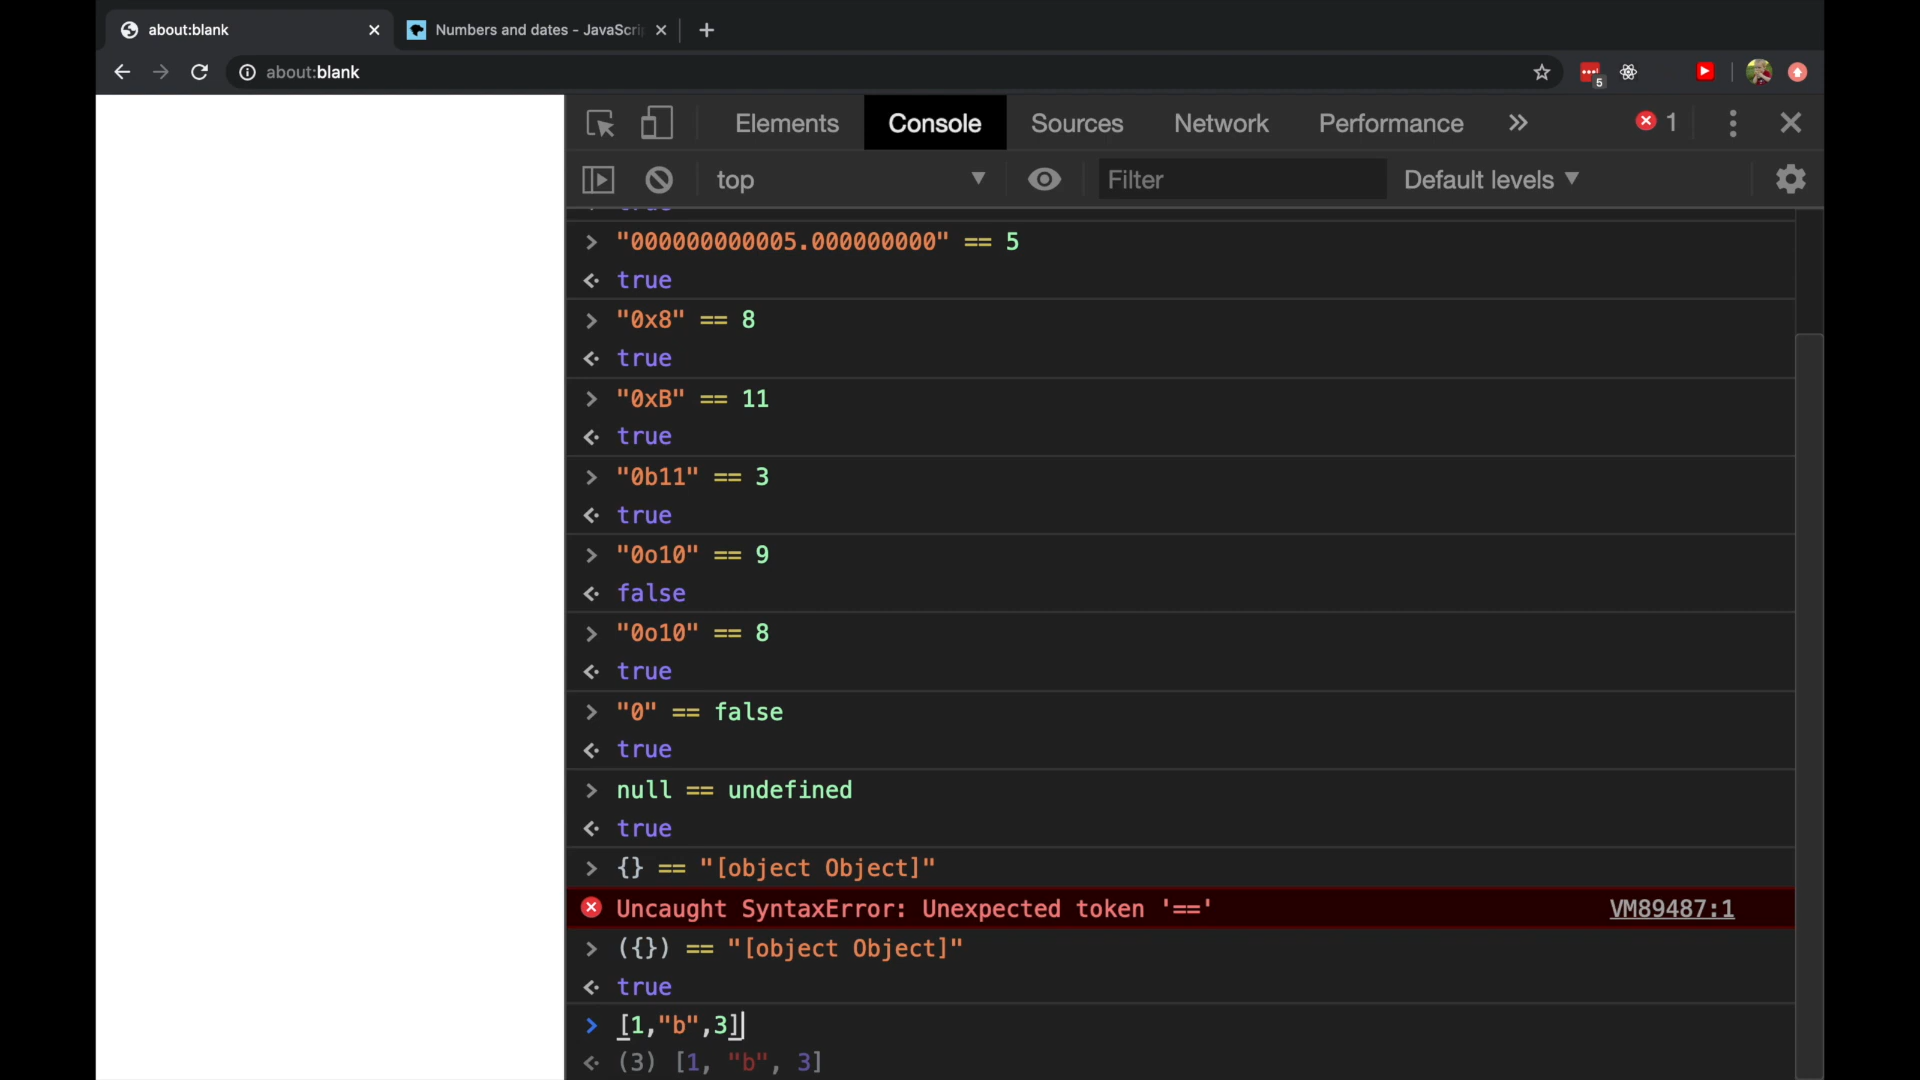 about:blank
Numbers and dates - JavaScri
about:blank
5
Elements
Console
Sources
Network
Performance
1
top
Filter
Default levels
true
> "000000000005.000000000" == 5
true
> "0x8" == 8
true
> "0xB" == 11
true
> "0b11" == 3
true
> "0o10" == 9
false
> "0o10" == 8
true
> "0" == false
true
> null == undefined
true
> {} == "[object Object]"
Uncaught SyntaxError: Unexpected token '==' VM89487:1
> ({}) == "[object Object]"
true
> [1,"b",3]
(3) [1, "b", 3]